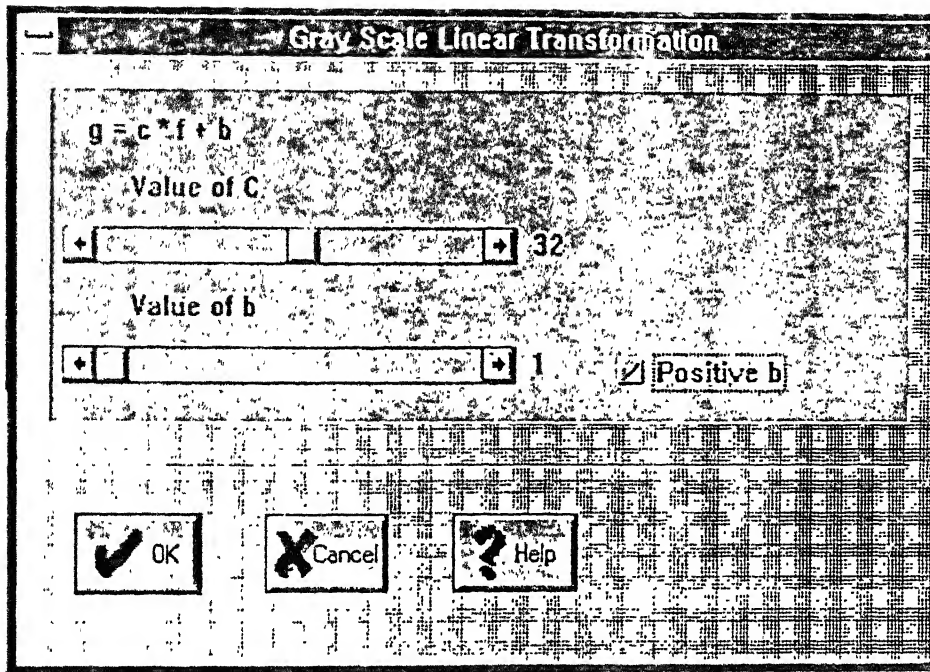 Gray Scale Linear Transformation
g = c * f + b
Value of C
32
Value of b
1
Positive b
OK
Cancel
Help